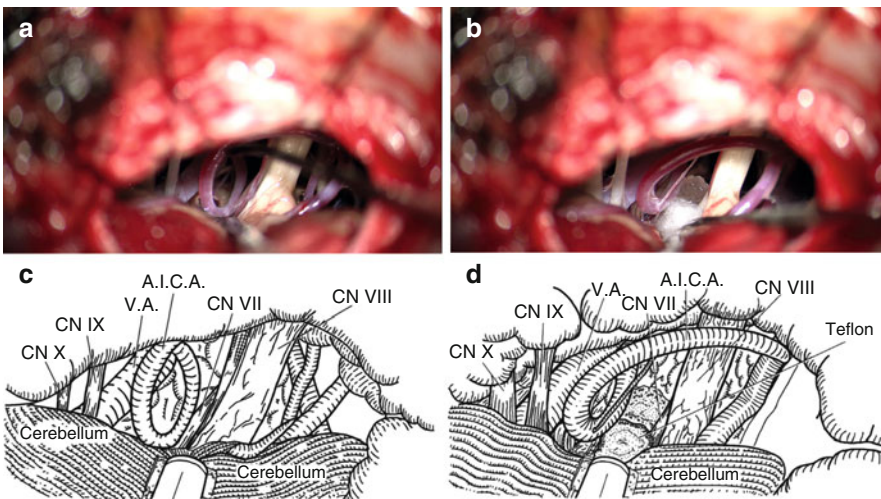 a
b
c
A.I.C.A.
V.A.
CN VII
CN VIII
CN IX
CN X
Cerebellum
Cerebellum
d
A.I.C.A.
V.A.
CN VII
CN VIII
CN IX
Teflon
CN X
Cerebellum